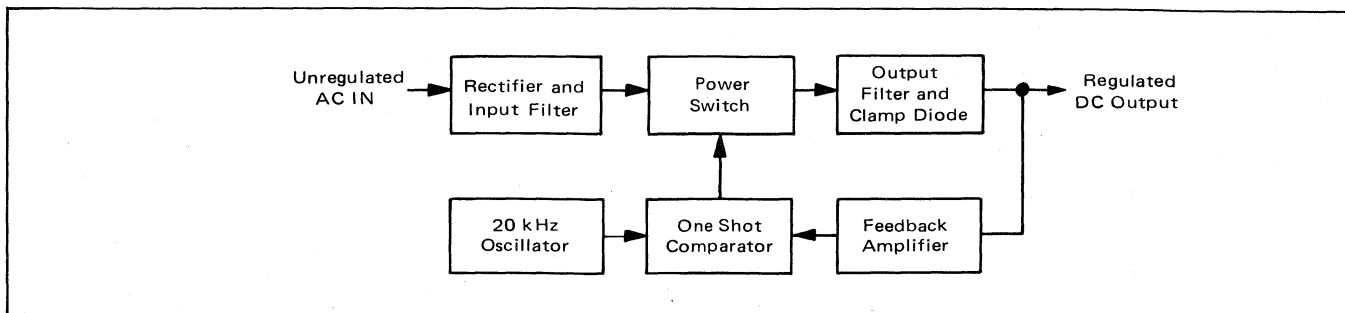 Unregulated
AC IN
Rectifier and
Input Filter
Power
Switch
Output
Filter and
Clamp Diode
Regulated
DC Output
20 kHz
Oscillator
One Shot
Comparator
Feedback
Amplifier